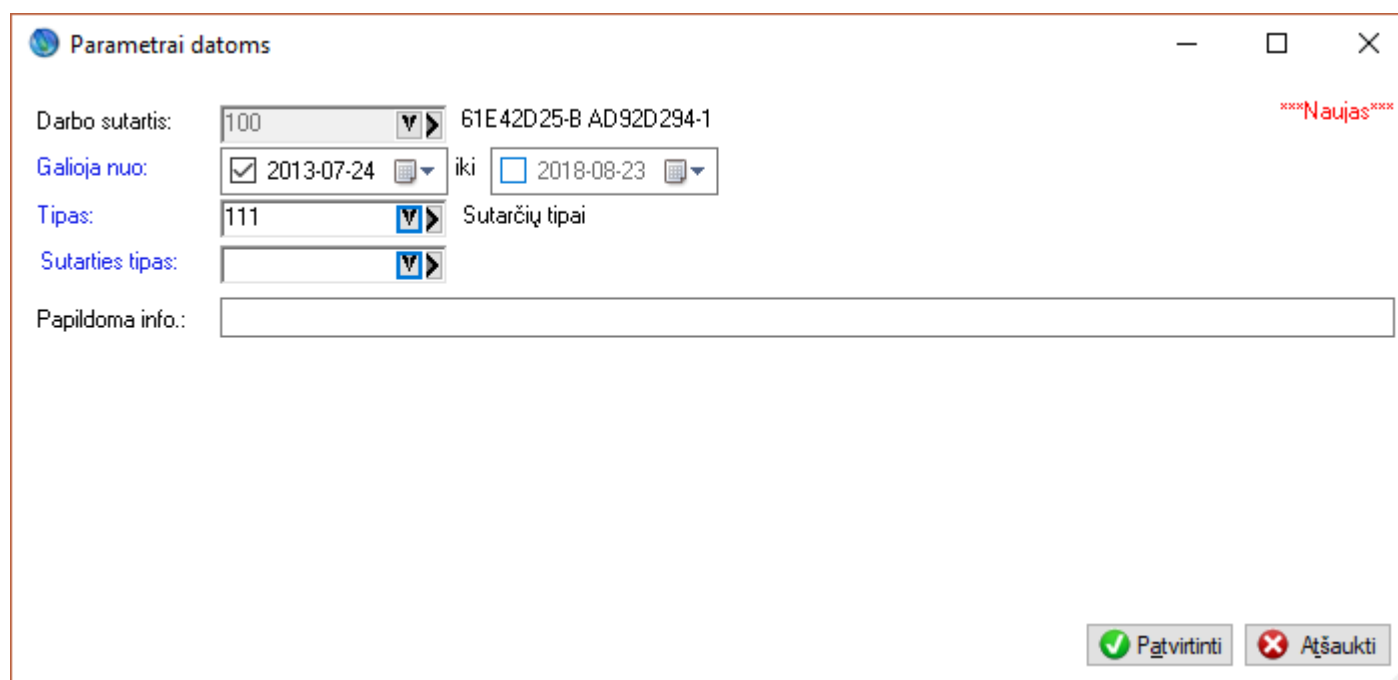 Parametrai datoms
Darbo sutartis: 100 61E42D25-B AD92D294-1 ***Naujas***
Galioja nuo: 2013-07-24 iki 2018-08-23
Tipas: 111 Sutarčių tipai
Sutarties tipas:
Papildoma info.:
Patvirtinti Atšaukti